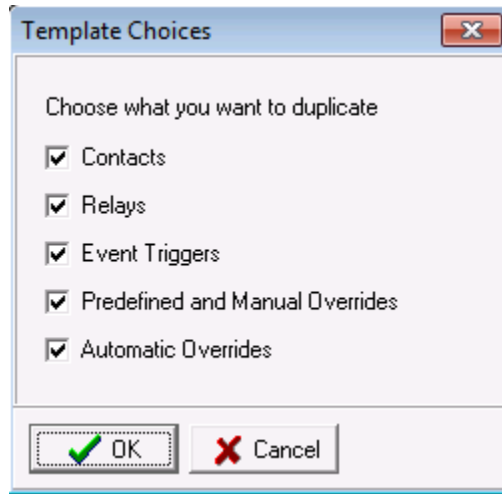 Template Choices
Choose what you want to duplicate
Contacts
Relays
Event Triggers
Predefined and Manual Overrides
Automatic Overrides
OK Cancel